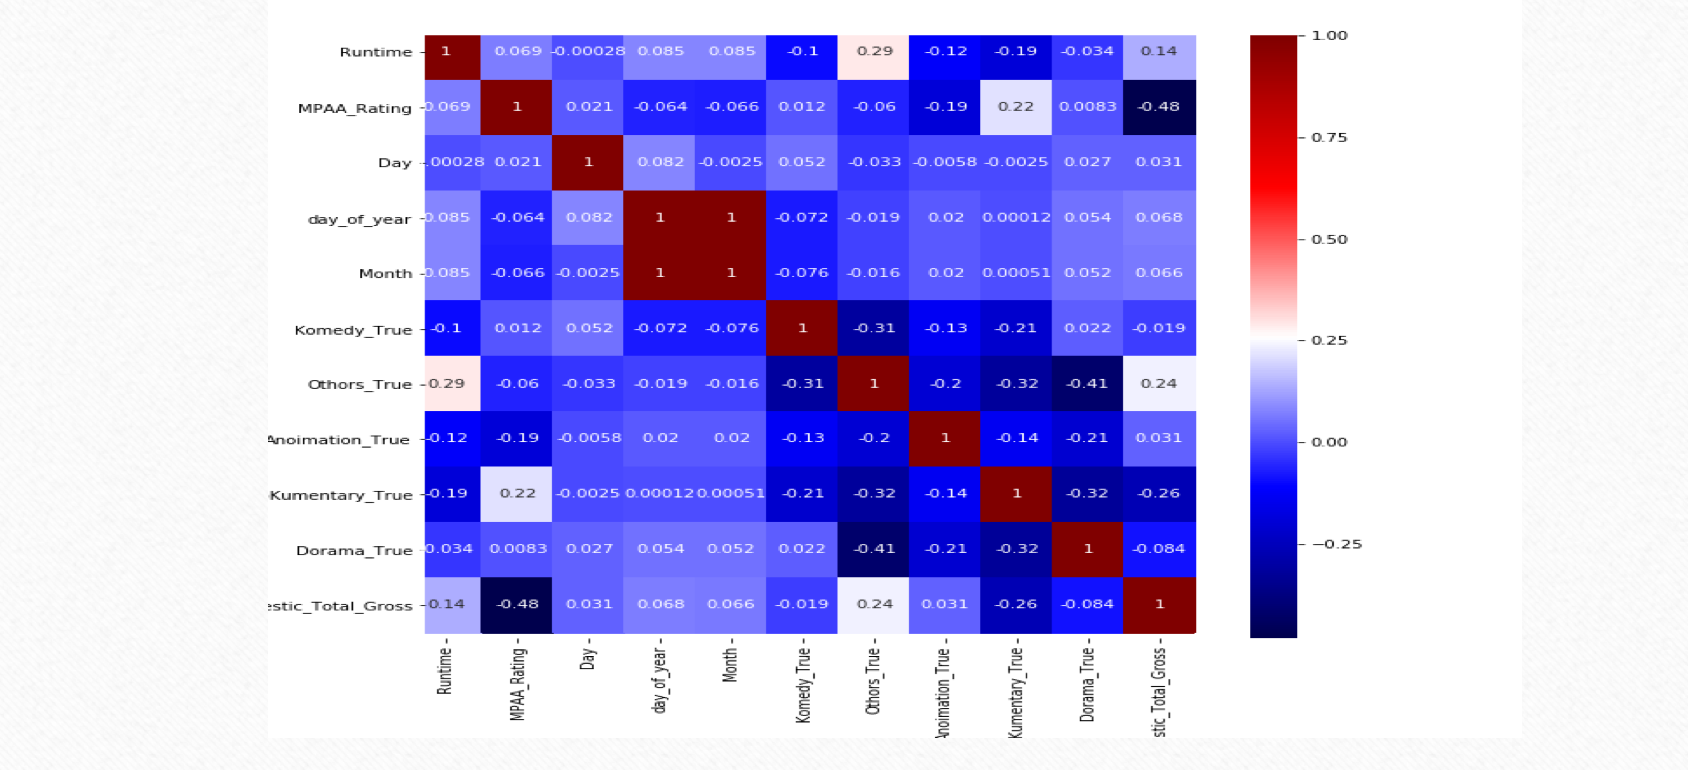 Runtime 1 0.069 -0.00028 0.085 0.085 -0.1 0.29 -0.12 -0.19 -0.034 0.14
MPAA_Rating 0.069 1 0.021 -0.064 -0.066 0.012 -0.06 -0.19 0.22 0.0083 -0.48
Day .00028 0.021 1 0.082 -0.0025 0.052 -0.033 -0.0058 -0.0025 0.027 0.031
day_of_year 0.085 -0.064 0.082 1 1 -0.072 -0.019 0.02 0.00012 0.054 0.068
Month 0.085 -0.066 -0.0025 1 1 -0.076 -0.016 0.02 0.00051 0.052 0.066
Komedy_True -0.1 0.012 0.052 -0.072 -0.076 1 -0.31 -0.13 -0.21 0.022 -0.019
Othors_True 0.29 -0.06 -0.033 -0.019 -0.016 -0.31 1 -0.2 -0.32 -0.41 0.24
Anoimation_True -0.12 -0.19 -0.0058 0.02 0.02 -0.13 -0.2 1 -0.14 -0.21 0.031
Kumentary_True -0.19 0.22 -0.0025 0.00012 0.00051 -0.21 -0.32 -0.14 1 -0.32 -0.26
Dorama_True 0.034 0.0083 0.027 0.054 0.052 0.022 -0.41 -0.21 -0.32 1 -0.084
estic_Total_Gross 0.14 -0.48 0.031 0.068 0.066 -0.019 0.24 0.031 -0.26 -0.084 1
Runtime
MPAA_Rating
Day
day_of_year
Month
Komedy_True
Othors_True
Anoimation_True
Kumentary_True
Dorama_True
stic_Total_Gross
1.00
0.75
0.50
0.25
0.00
−0.25